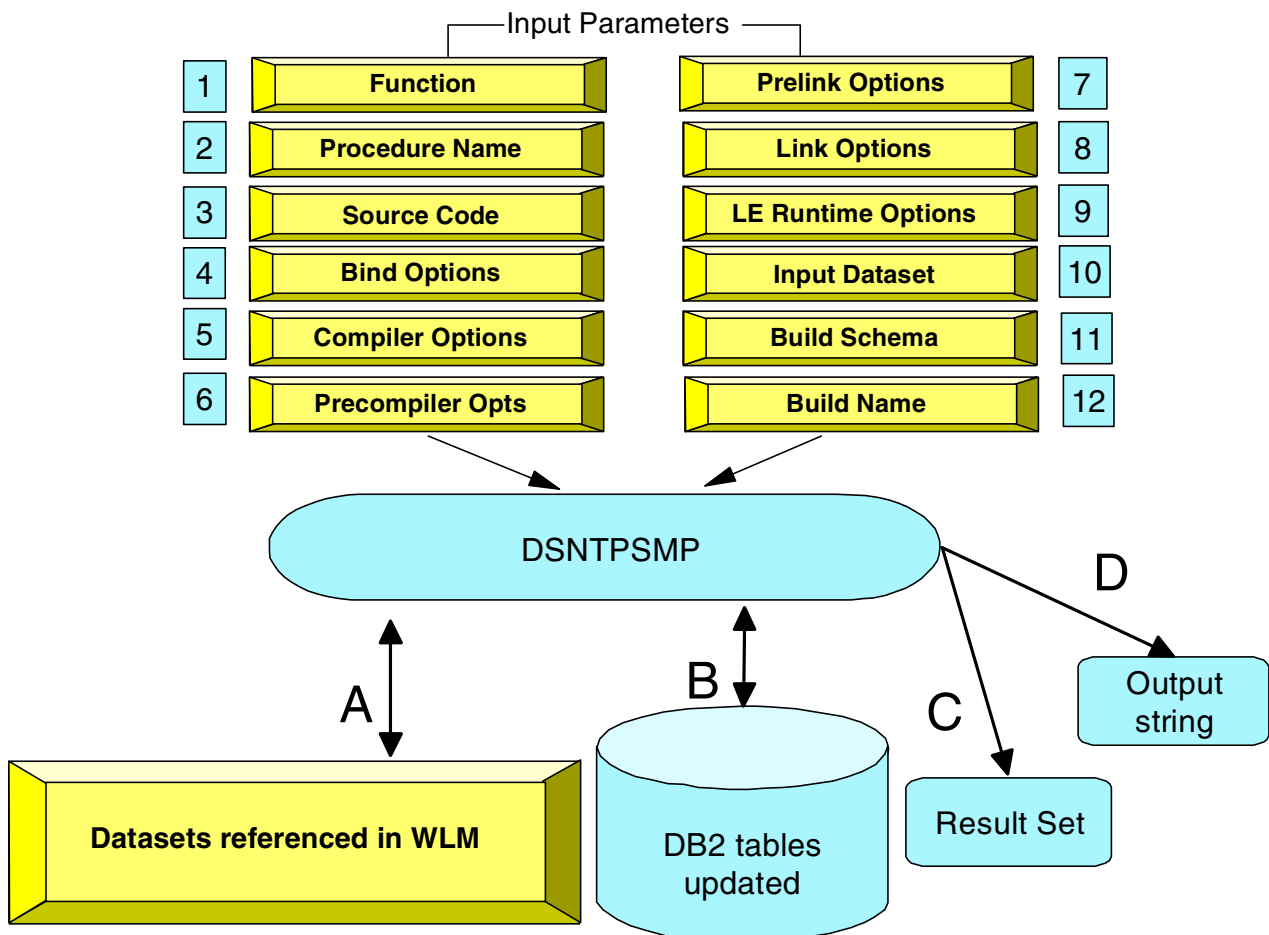 Input Parameters
1
Function
2
Procedure Name
3
Source Code
4
Bind Options
5
Compiler Options
6
Precompiler Opts
Prelink Options
7
Link Options
8
LE Runtime Options
9
Input Dataset
10
Build Schema
11
Build Name
12
DSNTPSMP
A
B
C
D
Datasets referenced in WLM
DB2 tables
updated
Result Set
Output
string